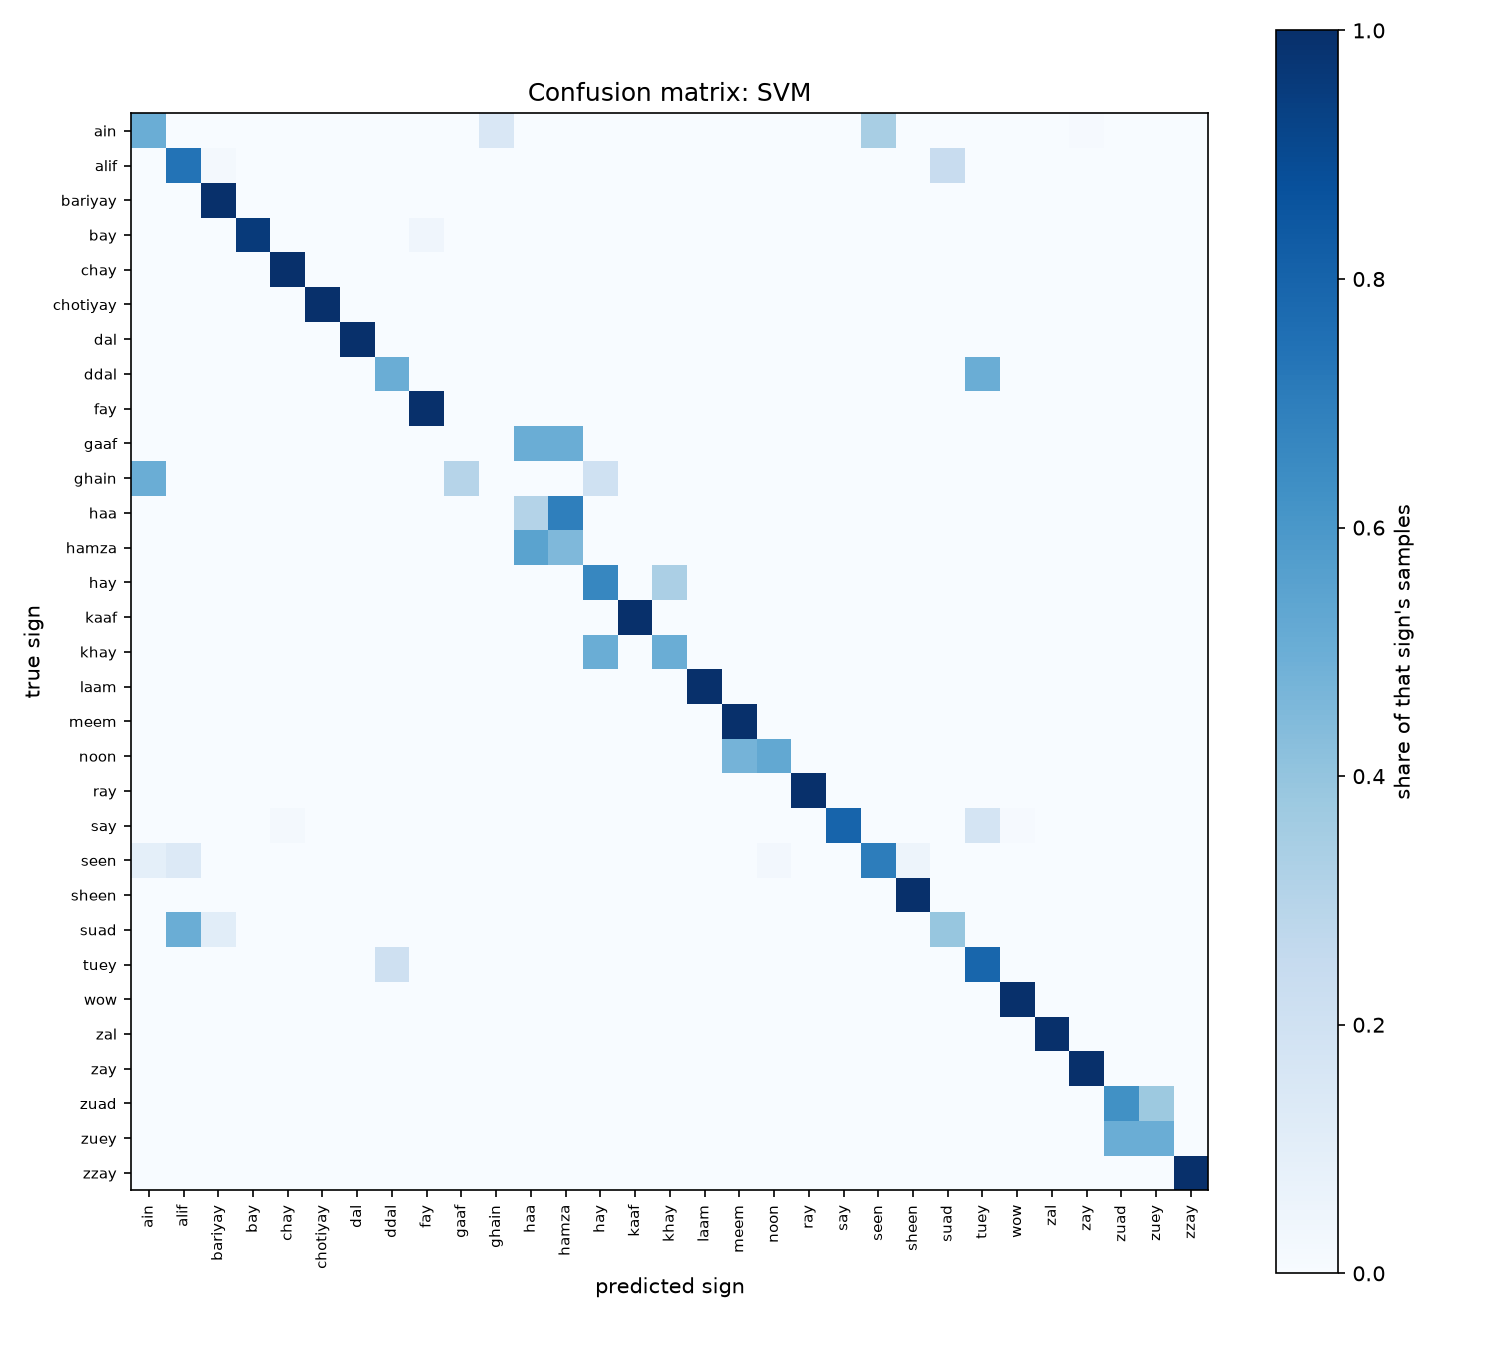 Confusion matrix: SVM
ain
alif
bariyay
bay
chay
chotiyay
dal
ddal
fay
gaaf
ghain
haa
hamza
hay
kaaf
khay
laam
meem
noon
ray
say
seen
sheen
suad
tuey
wow
zal
zay
zuad
zuey
zzay
true sign
ain
alif
bariyay
bay
chay
chotiyay
dal
ddal
fay
gaaf
ghain
haa
hamza
hay
kaaf
khay
laam
meem
noon
ray
say
seen
sheen
suad
tuey
wow
zal
zay
zuad
zuey
zzay
predicted sign
1.0
0.8
0.6
0.4
0.2
0.0
share of that sign's samples